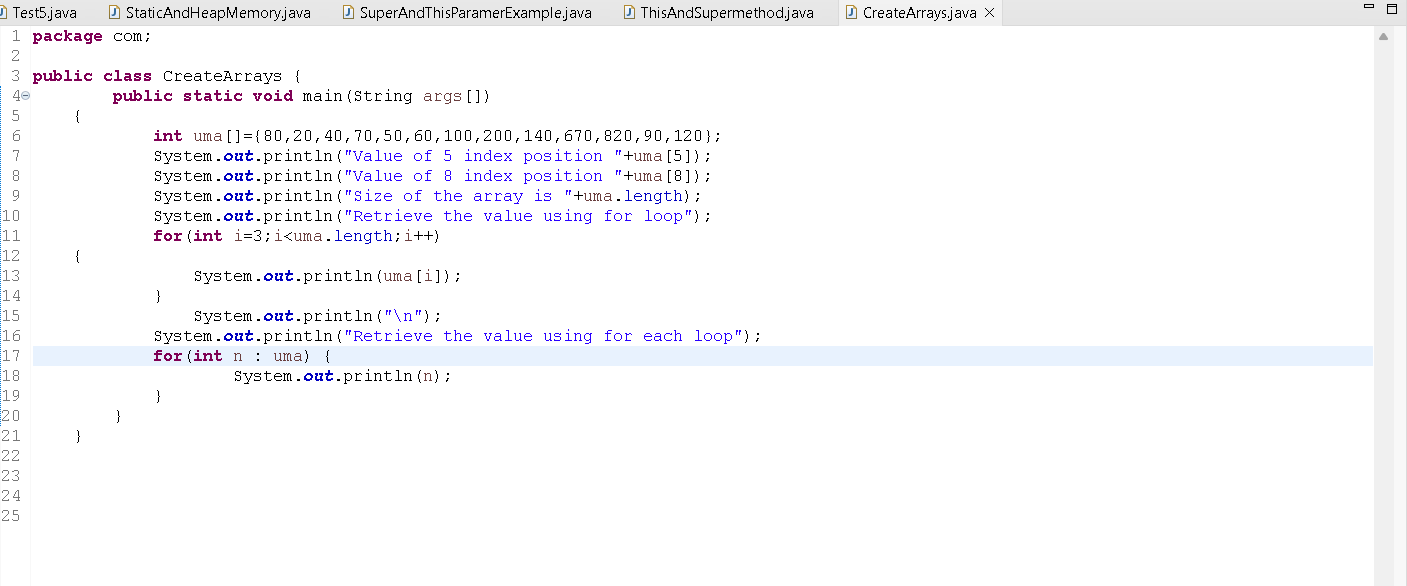 Test5.java StaticAndHeapMemory.java SuperAndThisParamerExample.java ThisAndSupermethod.java CreateArrays.java
1 package com;
2
3 public class CreateArrays {
4 public static void main(String args[])
5 {
6 int uma[]={80,20,40,70,50,60,100,200,140,670,820,90,120};
7 System.out.println("Value of 5 index position "+uma[5]);
8 System.out.println("Value of 8 index position "+uma[8]);
9 System.out.println("Size of the array is "+uma.length);
10 System.out.println("Retrieve the value using for loop");
11 for(int i=3;i<uma.length;i++)
12 {
13 System.out.println(uma[i]);
14 }
15 System.out.println("\n");
16 System.out.println("Retrieve the value using for each loop");
17 for(int n : uma) {
18 System.out.println(n);
19 }
20 }
21 }
22
23
24
25